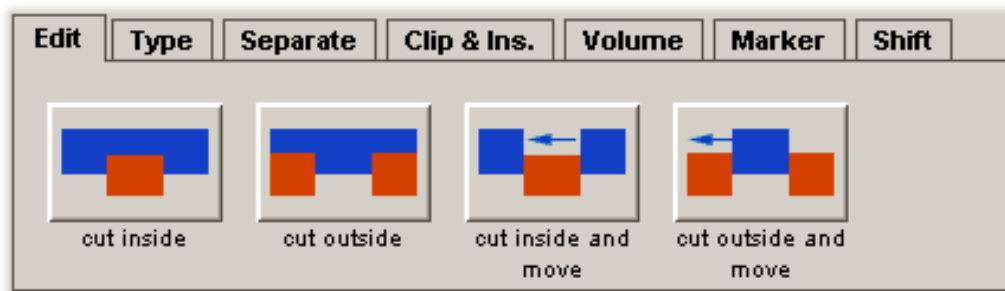 Edit Type Separate Clip & Ins. Volume Marker Shift
cut inside cut outside cut inside and move cut outside and move